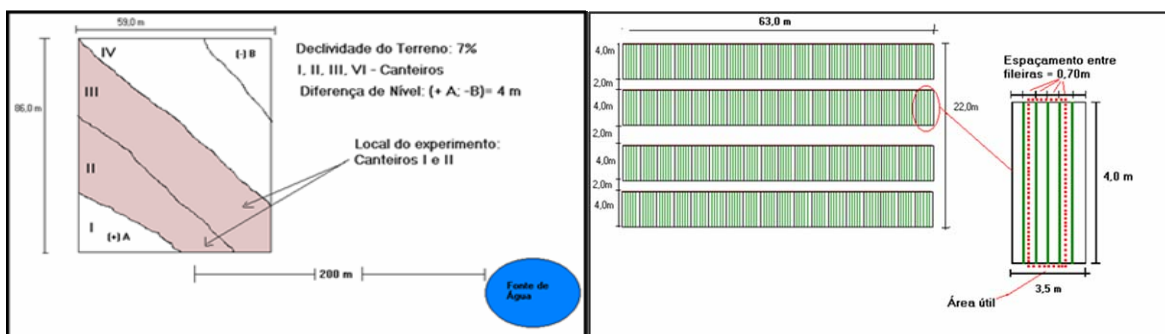 59,0 m
IV
(-) B
Declividade do Terreno: 7%
I, II, III, VI - Canteiros
Diferença de Nível: (+ A; -B)= 4 m
III
86,0 m
Local do experimento:
Canteiros I e II
II
I
(+) A
200 m
Fonte de
Água
63,0 m
4,0m
2,0m
4,0m
2,0m
4,0m
2,0m
4,0m
22,0m
Espaçamento entre
fileiras = 0,70m
4,0 m
3,5 m
Área útil